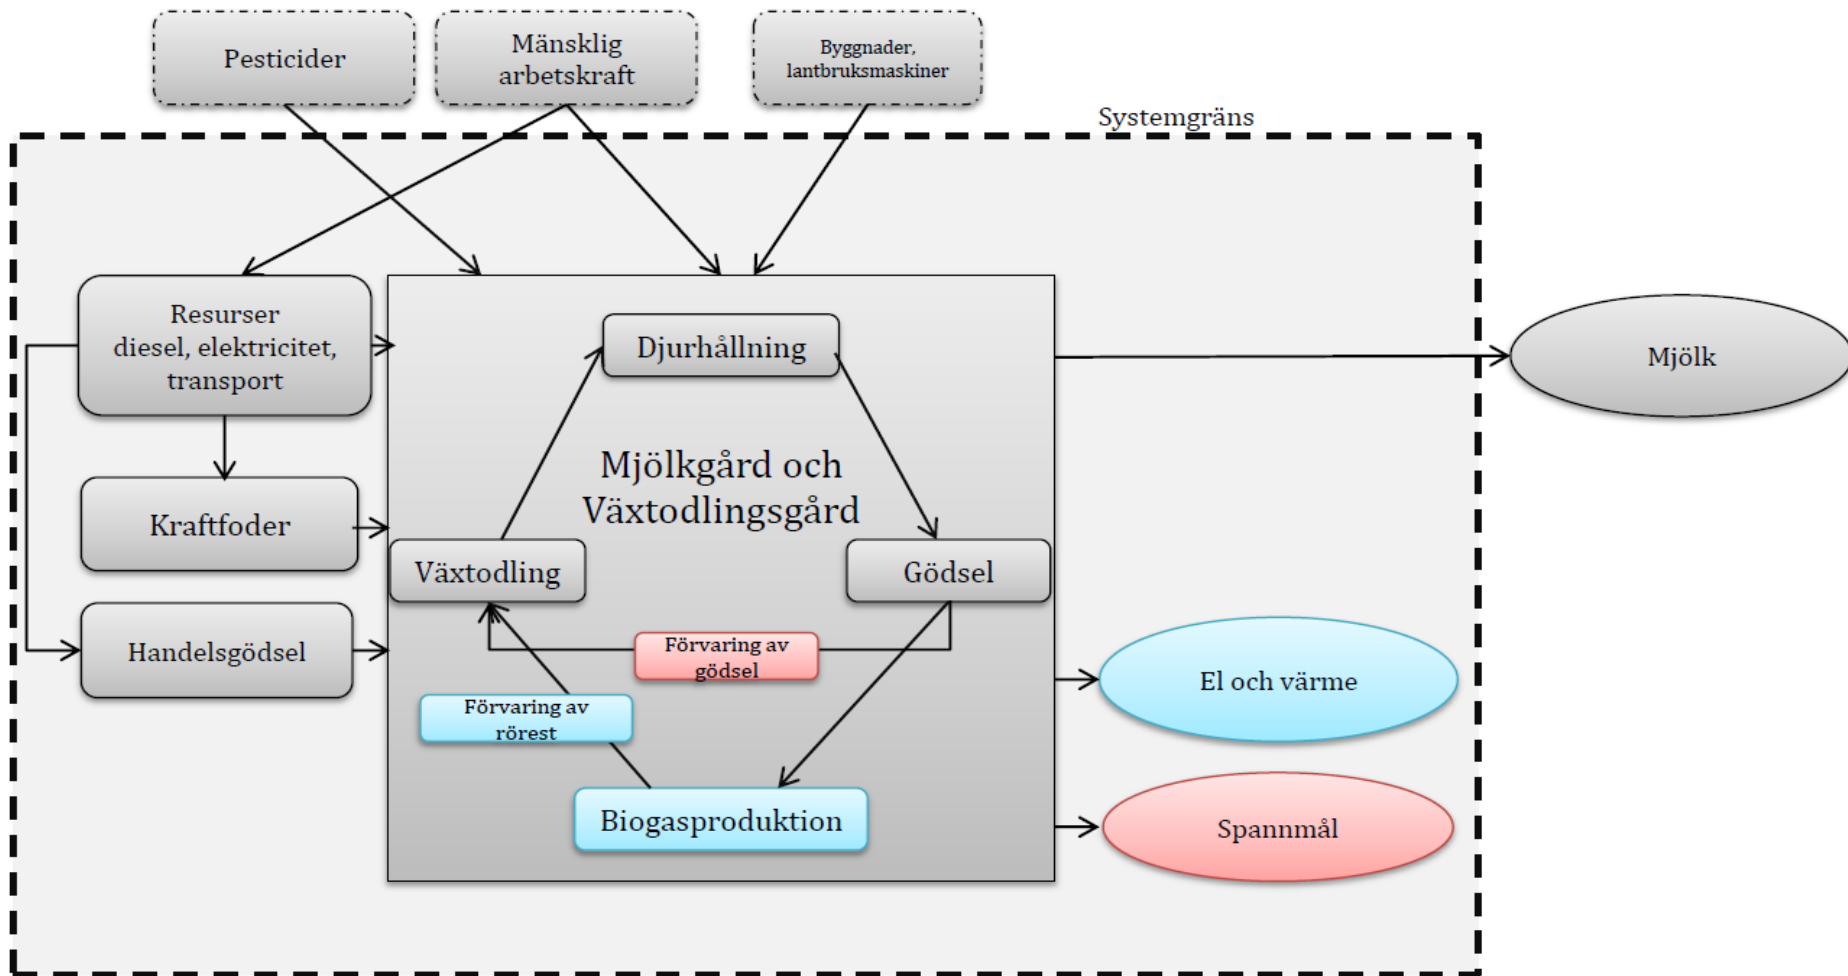 Pesticider
Mänsklig
arbetskraft
Byggnader,
lantbruksmaskiner
Systemgräns
Resurser
diesel, elektricitet,
transport
Djurhållning
Mjölk
Mjölkgård och
Växtodlingsgård
Kraftfoder
Växtodling
Gödsel
Handelsgödsel
Förvaring av
gödsel
El och värme
Förvaring av
rörest
Biogasproduktion
Spannmål